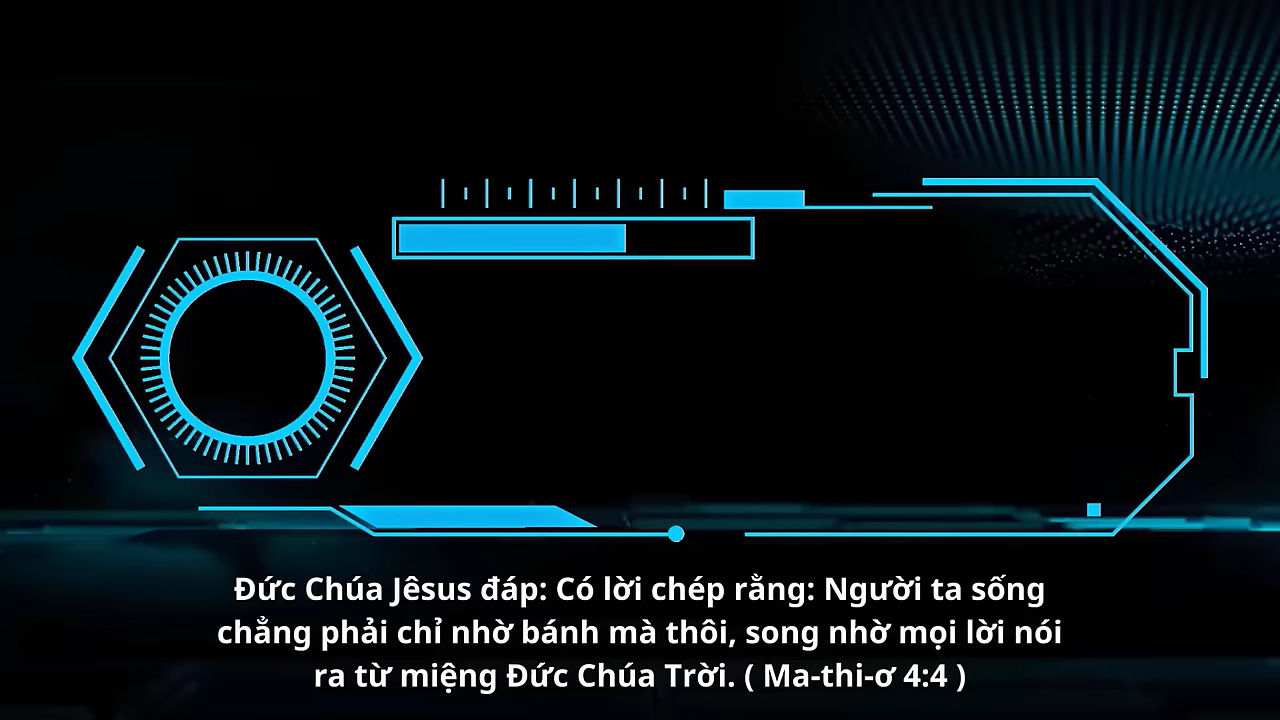 Đức Chúa Jêsus đáp: Có lời chép rằng: Người ta sống
chẳng phải chỉ nhờ bánh mà thôi, song nhờ mọi lời nói
ra từ miệng Đức Chúa Trời. ( Ma-thi-ơ 4:4 )